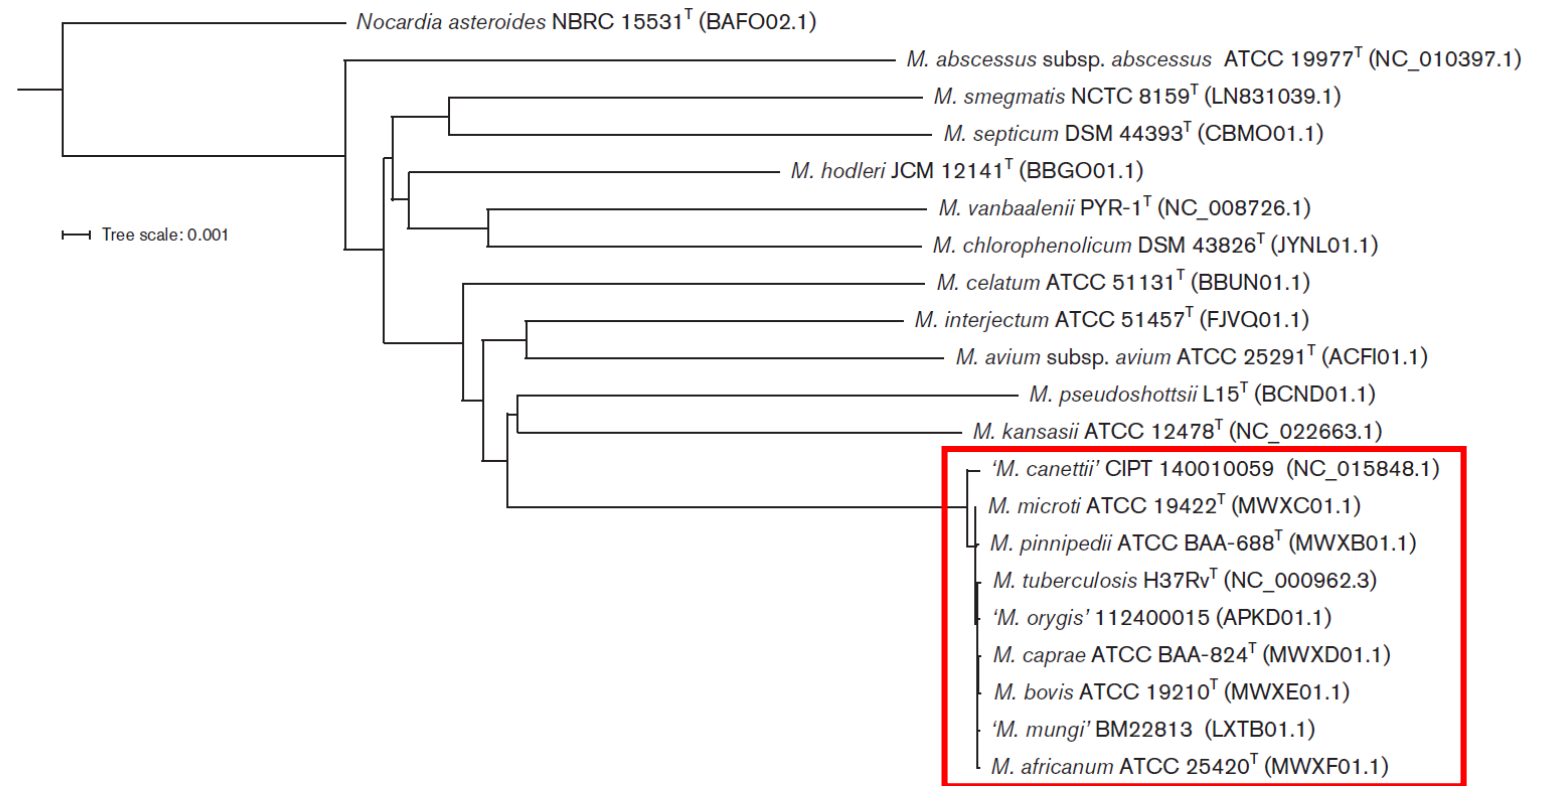 Nocardia asteroides NBRC 15531ᵀ (BAFO02.1)
M. abscessus subsp. abscessus ATCC 19977ᵀ (NC_010397.1)
M. smegmatis NCTC 8159ᵀ (LN831039.1)
M. septicum DSM 44393ᵀ (CBMO01.1)
M. hodleri JCM 12141ᵀ (BBGO01.1)
M. vanbaalenii PYR-1ᵀ (NC_008726.1)
Tree scale: 0.001
M. chlorophenolicum DSM 43826ᵀ (JYNL01.1)
M. celatum ATCC 51131ᵀ (BBUN01.1)
M. interjectum ATCC 51457ᵀ (FJVQ01.1)
M. avium subsp. avium ATCC 25291ᵀ (ACFI01.1)
M. pseudoshottsii L15ᵀ (BCND01.1)
M. kansasii ATCC 12478ᵀ (NC_022663.1)
‘M. canettii’ CIPT 140010059 (NC_015848.1)
M. microti ATCC 19422ᵀ (MWXC01.1)
M. pinnipedii ATCC BAA-688ᵀ (MWXB01.1)
M. tuberculosis H37Rvᵀ (NC_000962.3)
‘M. orygis’ 112400015 (APKD01.1)
M. caprae ATCC BAA-824ᵀ (MWXD01.1)
M. bovis ATCC 19210ᵀ (MWXE01.1)
‘M. mungi’ BM22813 (LXTB01.1)
M. africanum ATCC 25420ᵀ (MWXF01.1)